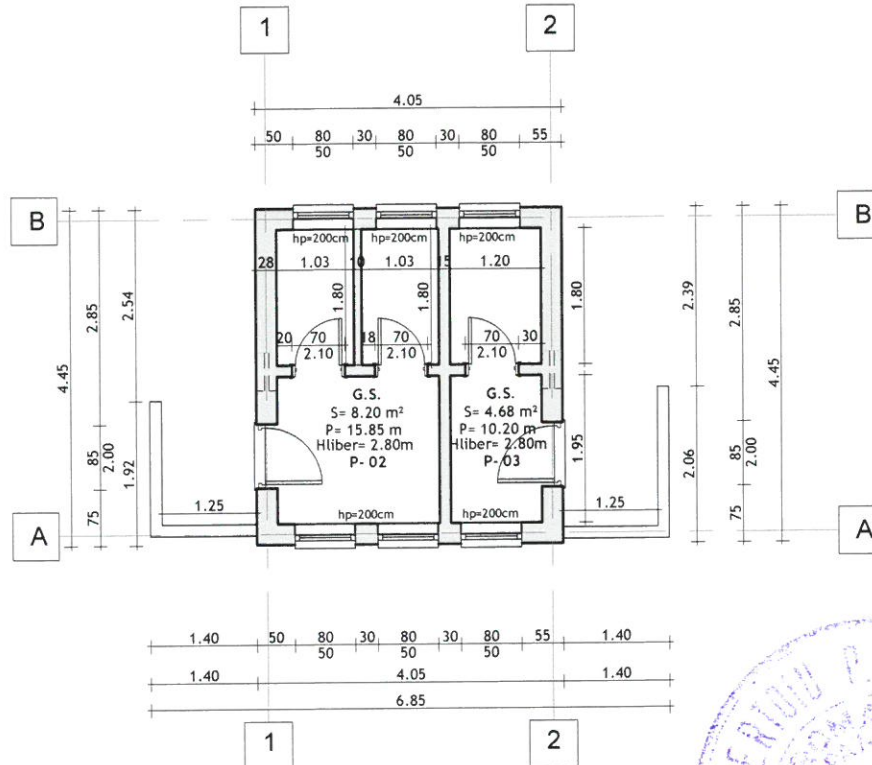 1
2
4.05
50 80 30 80 30 80 55
50 50 50
B
B
hp=200cm hp=200cm hp=200cm
28 1.03 10 1.03 15 1.20
1.80 1.80 1.80
4.45 2.85 2.54
2.39 2.85 4.45
20 70 18 70 70 30
2.10 2.10 2.10
G.S.
S= 8.20 m²
P= 15.85 m
Hliber= 2.80m
P- 02
G.S.
S= 4.68 m²
P= 10.20 m
Hliber= 2.80m
P- 03
85 2.00 1.92
1.95 2.06 85 2.00
1.25
1.25
75
75
hp=200cm hp=200cm
A
A
1.40 50 80 30 80 30 80 55 1.40
50 50 50
1.40 4.05 1.40
6.85
1
2